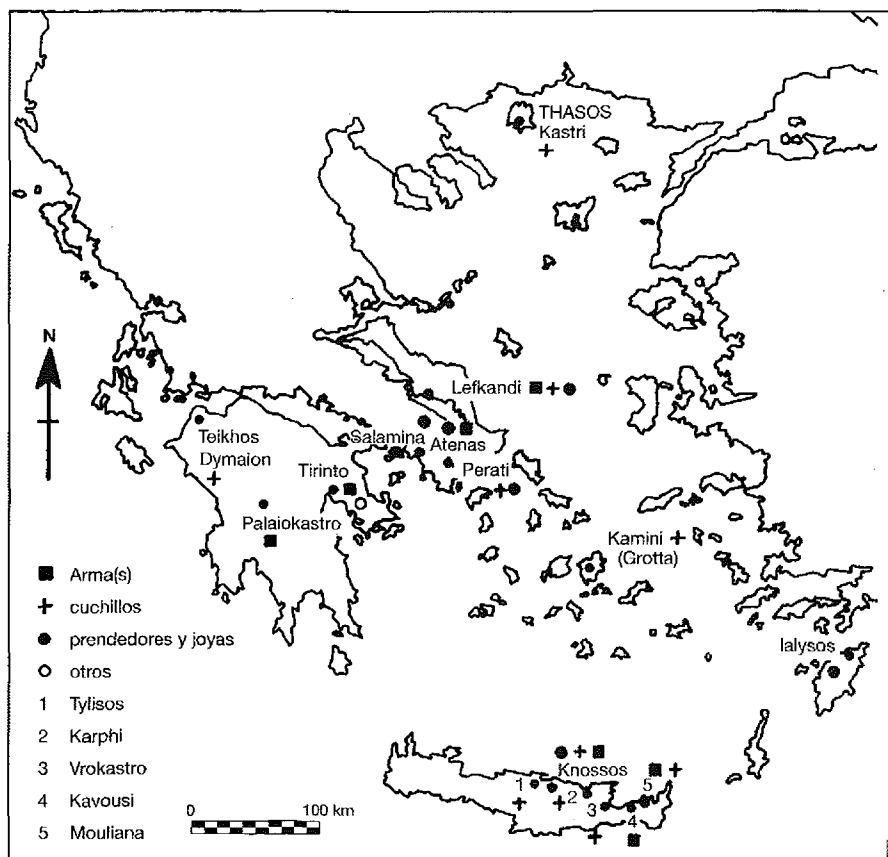 THASOS
Kastri
N
Lefkandi
Salamina
Atenas
Teikhos
Dymaion
Tirinto
Perati
Palaiokastro
Kamini
(Grotta)
Ialysos
Knossos
1
2
3
4
5
Arma(s)
cuchillos
prendedores y joyas
otros
1 Tylisos
2 Karphi
3 Vrokastro
4 Kavousi
5 Mouliana
0 100 km